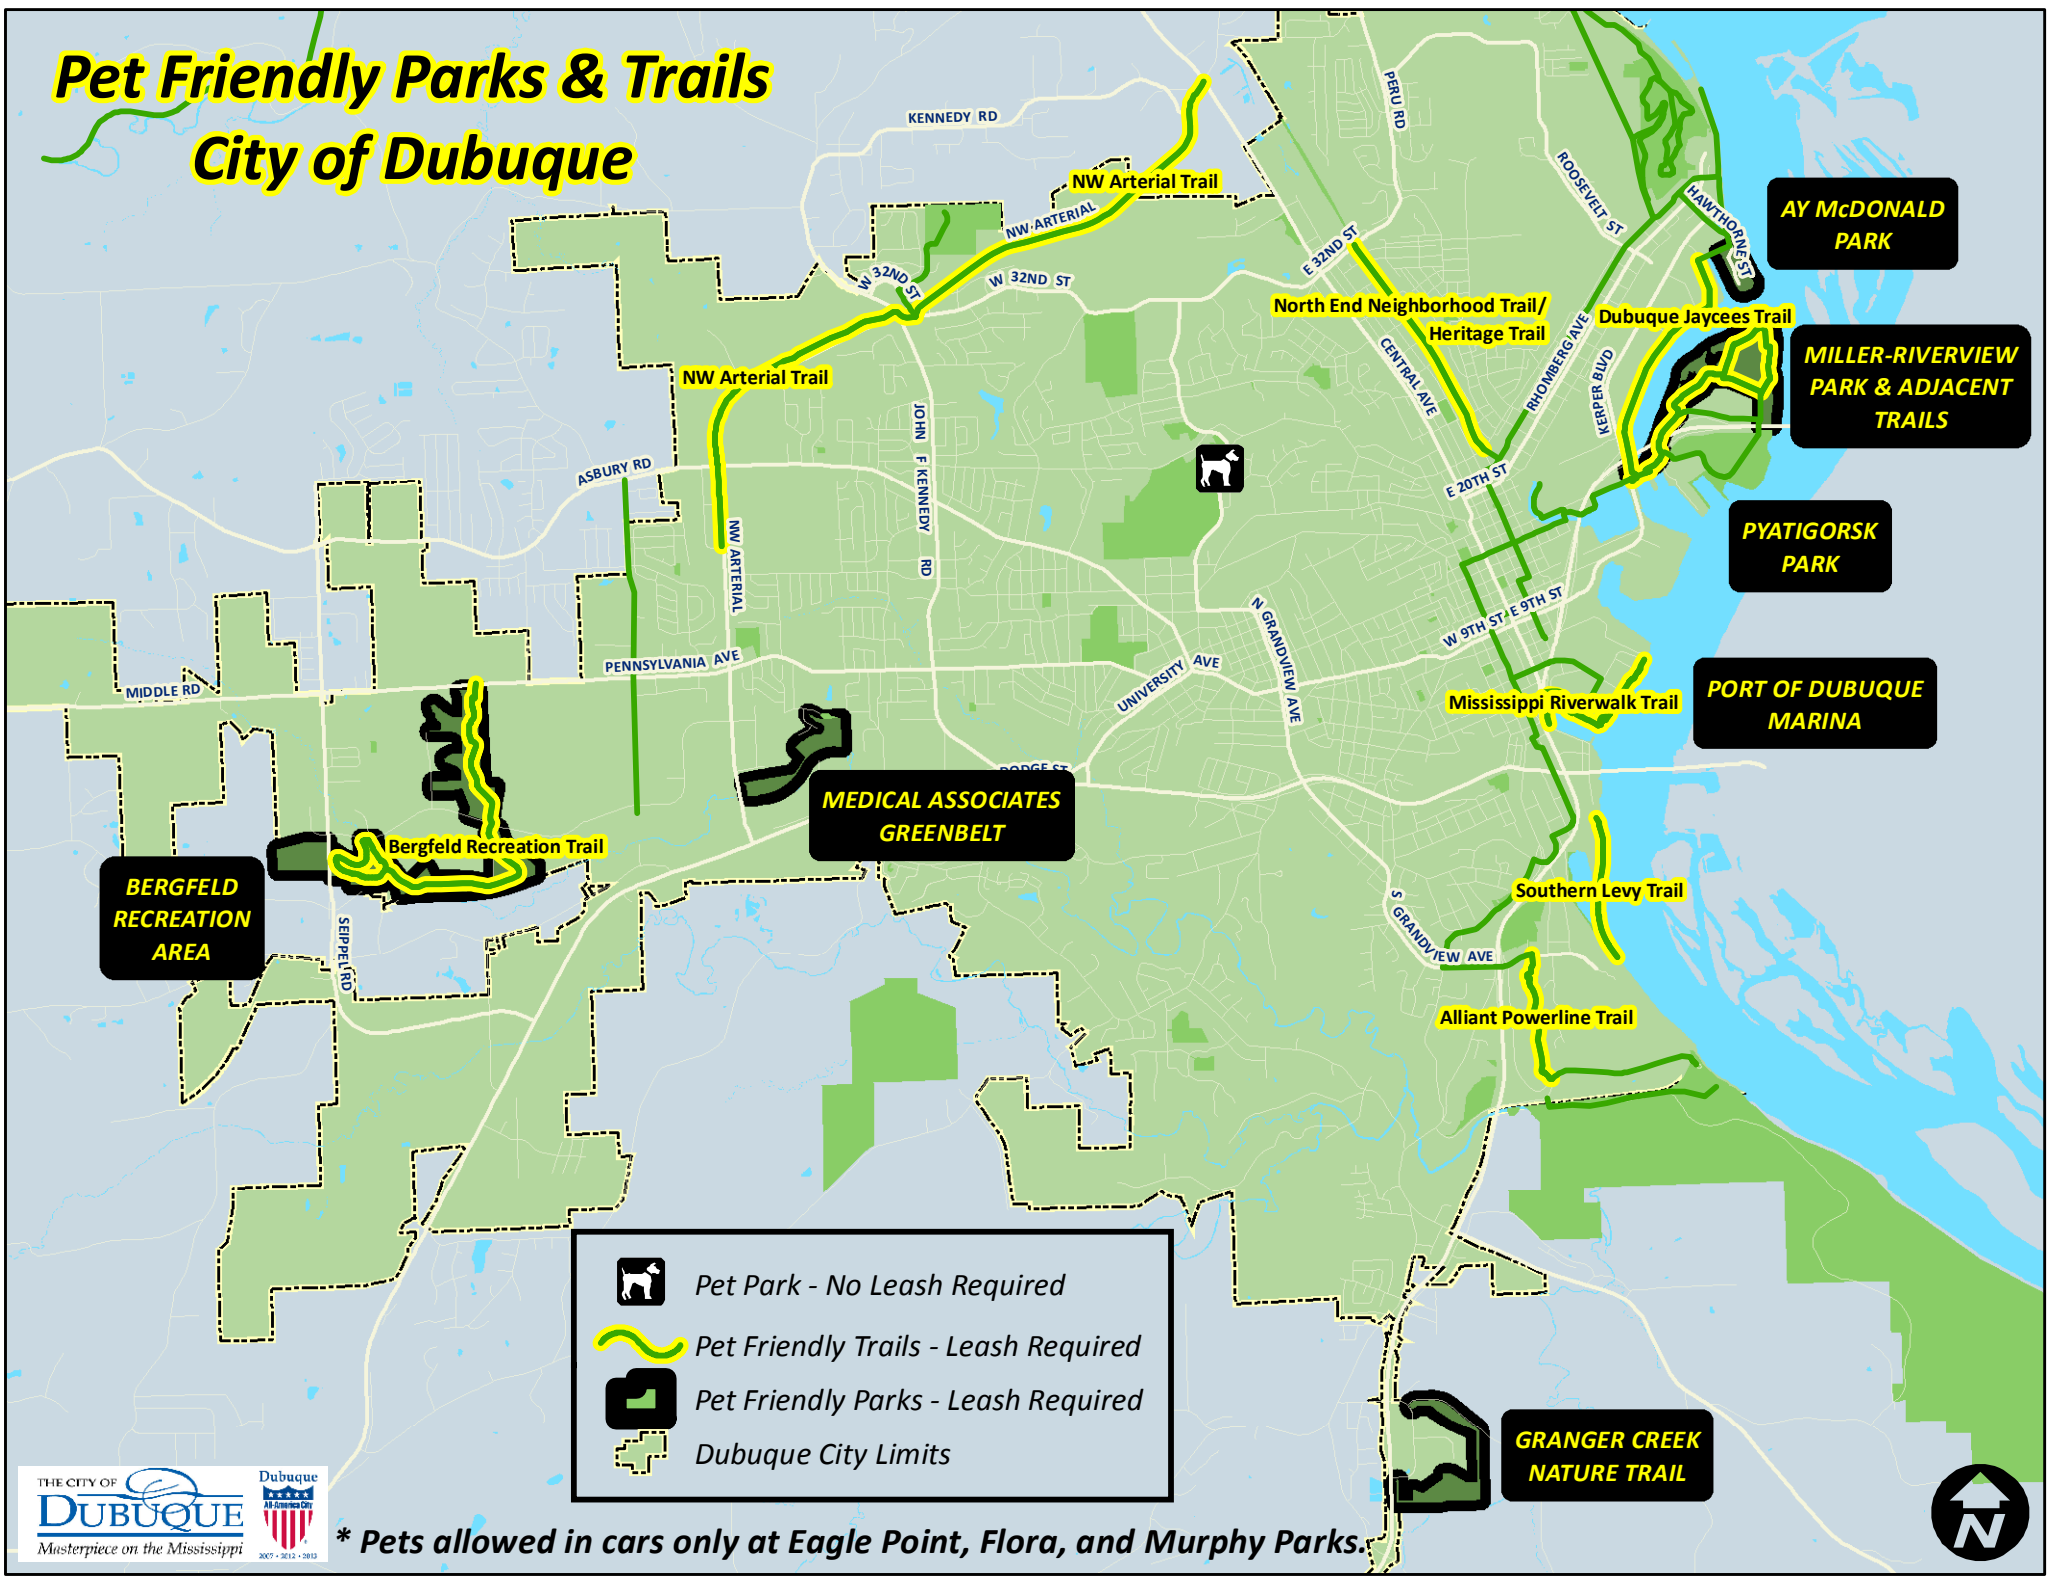 Pet Friendly Parks & Trails
City of Dubuque
KENNEDY RD
PERU RD
ROOSEVELT ST
HAWTHORNE ST
NW Arterial Trail
NW ARTERIAL
AY McDONALD
PARK
E 32ND ST
W 32ND ST
W 32ND ST
North End Neighborhood Trail/
Heritage Trail
Dubuque Jaycees Trail
MILLER-RIVERVIEW
PARK & ADJACENT
TRAILS
NW Arterial Trail
CENTRAL AVE
RHOMBERG AVE
KERPER BLVD
JOHN F KENNEDY RD
ASBURY RD
E 20TH ST
PYATIGORSK
PARK
NW ARTERIAL
W 9TH ST
E 9TH ST
N GRANDVIEW AVE
PENNSYLVANIA AVE
UNIVERSITY AVE
MIDDLE RD
Mississippi Riverwalk Trail
PORT OF DUBUQUE
MARINA
DODGE ST
MEDICAL ASSOCIATES
GREENBELT
Bergfeld Recreation Trail
BERGFELD
RECREATION
AREA
SEIPPEL RD
Southern Levy Trail
S GRANDVIEW AVE
Alliant Powerline Trail
Pet Park - No Leash Required
Pet Friendly Trails - Leash Required
Pet Friendly Parks - Leash Required
Dubuque City Limits
GRANGER CREEK
NATURE TRAIL
THE CITY OF
DUBUQUE
Masterpiece on the Mississippi
Dubuque
All-America City
2007 • 2012 • 2013
* Pets allowed in cars only at Eagle Point, Flora, and Murphy Parks.
N